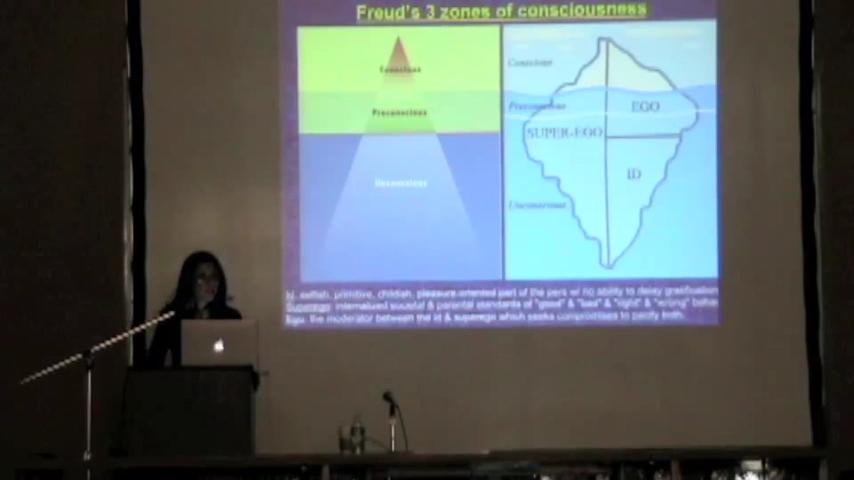 Freud's 3 zones of consciousness
Conscious
Preconscious
Unconscious
Conscious
Preconscious
EGO
SUPER-EGO
ID
Unconscious
Id: selfish, primitive, childish, pleasure-oriented part of the pers w/ no ability to delay gratification
Superego: internalized societal & parental standards of "good" & "bad" & "right" & "wrong" behav
Ego: the moderator between the id & superego which seeks compromises to pacify both.